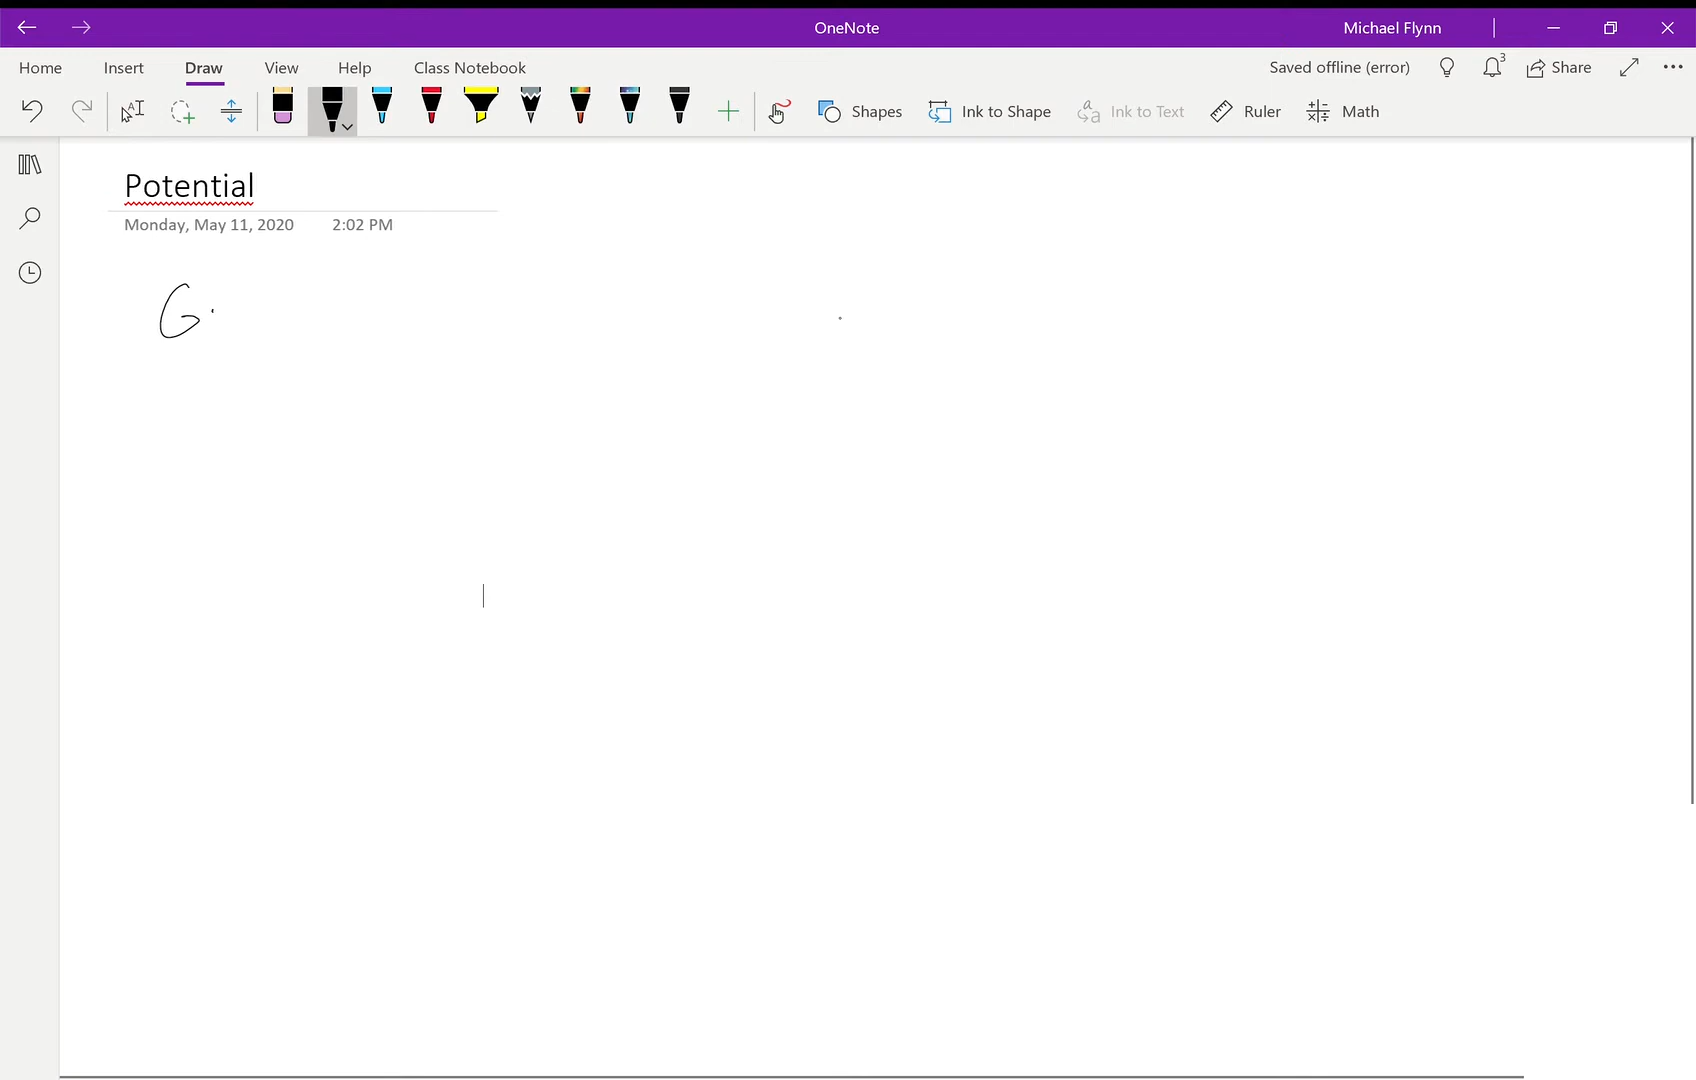 OneNote
Michael Flynn
Home Insert Draw View Help Class Notebook
Saved offline (error) 3 Share
Shapes Ink to Shape Ink to Text Ruler Math
Potential
Monday, May 11, 2020 2:02 PM
G.